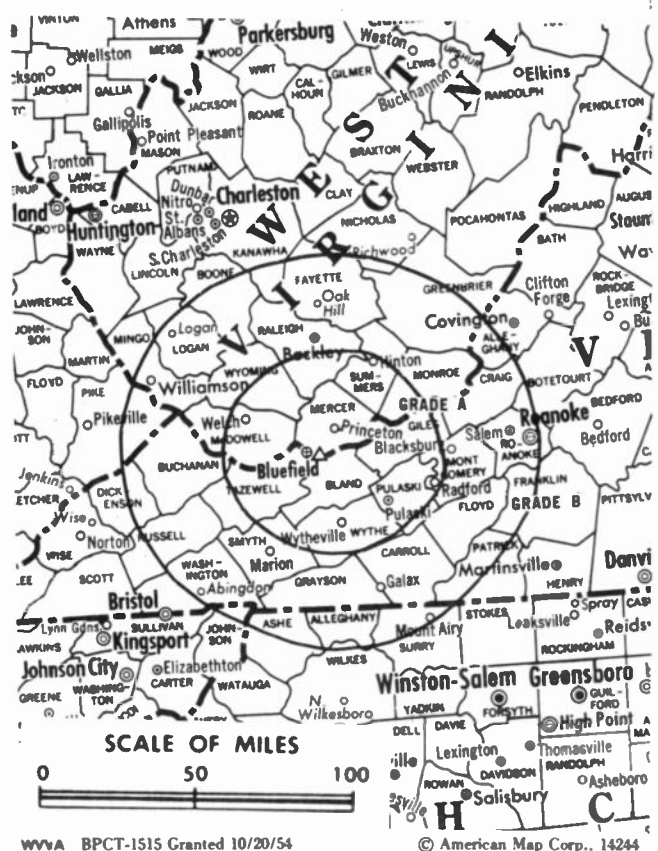 VINTON
Athens
MEIGS
WOOD
Parkersburg
Weston
LEWIS
UPSHUR
Wellston
JACKSON
GALLIA
WIRT
CAL-
HOUN
GILMER
Buckhannon
Elkins
RANDOLPH
Gallipolis
JACKSON
ROANE
PENDLETON
Point Pleasant
MASON
BRAXTON
WEBSTER
Ironton
LAW-
RENCE
PUTNAM
Dunbar
Nitro
St.
Albans
Charleston
CLAY
HIGHLAND
CABELL
NICHOLAS
POCAHONTAS
BOYD
Huntington
S. Charleston
KANAWHA
Richwood
BATH
WAYNE
LINCOLN
BOONE
WEST
VIRGINI
FAYETTE
GREENBRIER
Clifton
Forge
ROCK-
BRIDGE
LAWRENCE
Oak
Hill
JOHN-
SON
MINGO
Logan
LOGAN
RALEIGH
Covington
ALLE-
GHANY
V
MARTIN
WYOMING
Beckley
Hinton
FLOYD
PIKE
Williamson
SUM-
MERS
MONROE
CRAIG
BOTETOURT
BEDFORD
MERCER
GRADE A
Roanoke
Pikeville
Welch
McDOWELL
Princeton
GILES
Blacksburg
Salem
RO-
ANOKE
Bedford
BUCHANAN
Bluefield
MONT
GOMERY
Jenkins
TAZEWELL
BLAND
PULASKI
Radford
FRANKLIN
DICK
ENSON
Pulaski
FLOYD
GRADE B
PITTSYLV
Wise
Norton
RUSSELL
SMYTH
Wytheville
WYTHE
WISE
Marion
CARROLL
PATRICK
LEE
SCOTT
WASH-
INGTON
GRAYSON
Martinsville
HENRY
Danvi
Abingdon
Galax
Bristol
Lynn Gdns.
SULLIVAN
JOHN-
SON
ASHE
ALLEGHANY
STOKES
Leaksville
Spray
CAS
Kingsport
Mount Airy
SURRY
Reids
ROCKINGHAM
AWKINS
Johnson City
Elizabethton
WILKES
WASHING-
TON
CARTER
WATAUGA
Winston-Salem
Greensboro
GREENE
N.
Wilkesboro
YADKIN
FORSYTH
GUIL-
FORD
High Point
SCALE OF MILES
DELL
DAVIE
Lexington
Thomasville
RANDOLPH
0 50 100
DAVIDSON
Asheboro
ROWAN
Salisbury
H
C
WVVA BPCT-1515 Granted 10/20/54
© American Map Corp., 14244